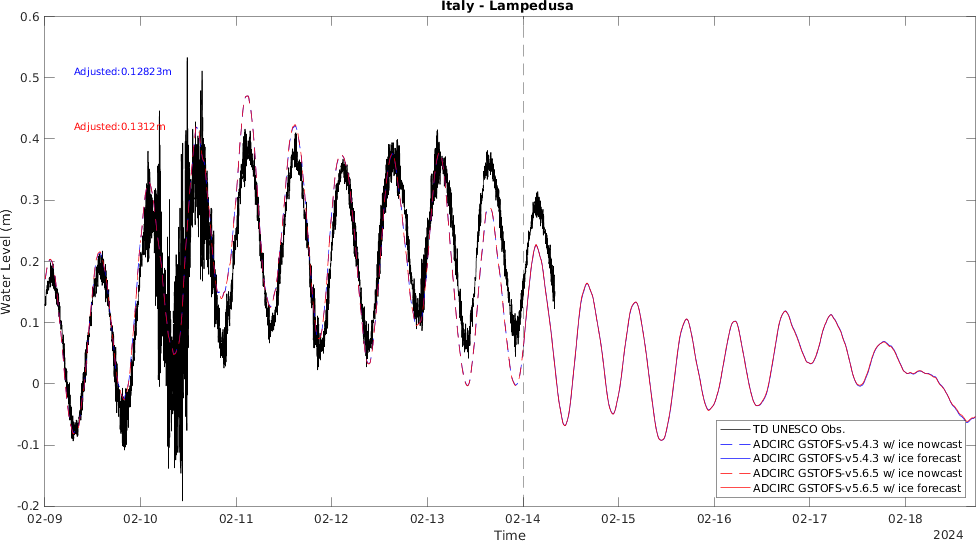 Italy - Lampedusa
0.6
0.5
0.4
0.3
0.2
0.1
0
-0.1
-0.2
Water Level (m)
Adjusted:0.12823m
Adjusted:0.1312m
TD UNESCO Obs.
ADCIRC GSTOFS-v5.4.3 w/ ice nowcast
ADCIRC GSTOFS-v5.4.3 w/ ice forecast
ADCIRC GSTOFS-v5.6.5 w/ ice nowcast
ADCIRC GSTOFS-v5.6.5 w/ ice forecast
02-09 02-10 02-11 02-12 02-13 02-14 02-15 02-16 02-17 02-18
Time
2024